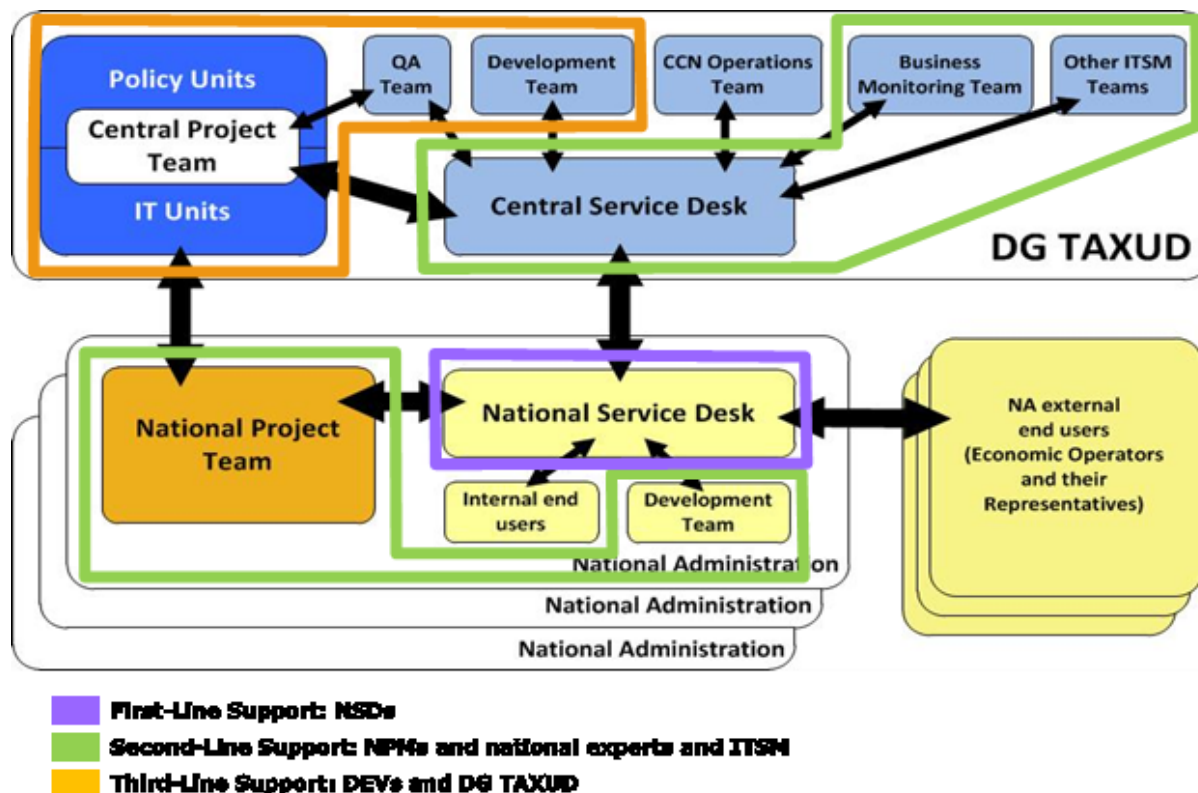 Policy Units
Central Project
Team
IT Units
QA
Team
Development
Team
CCN Operations
Team
Business
Monitoring Team
Other ITSM
Teams
Central Service Desk
DG TAXUD
National Project
Team
National Service Desk
Internal end
users
Development
Team
National Administration
National Administration
National Administration
NA external
end users
(Economic Operators
and their
Representatives)
First-Line Support: NSDs
Second-Line Support: NPMs and national experts and ITSM
Third-Line Support: DEVs and DG TAXUD